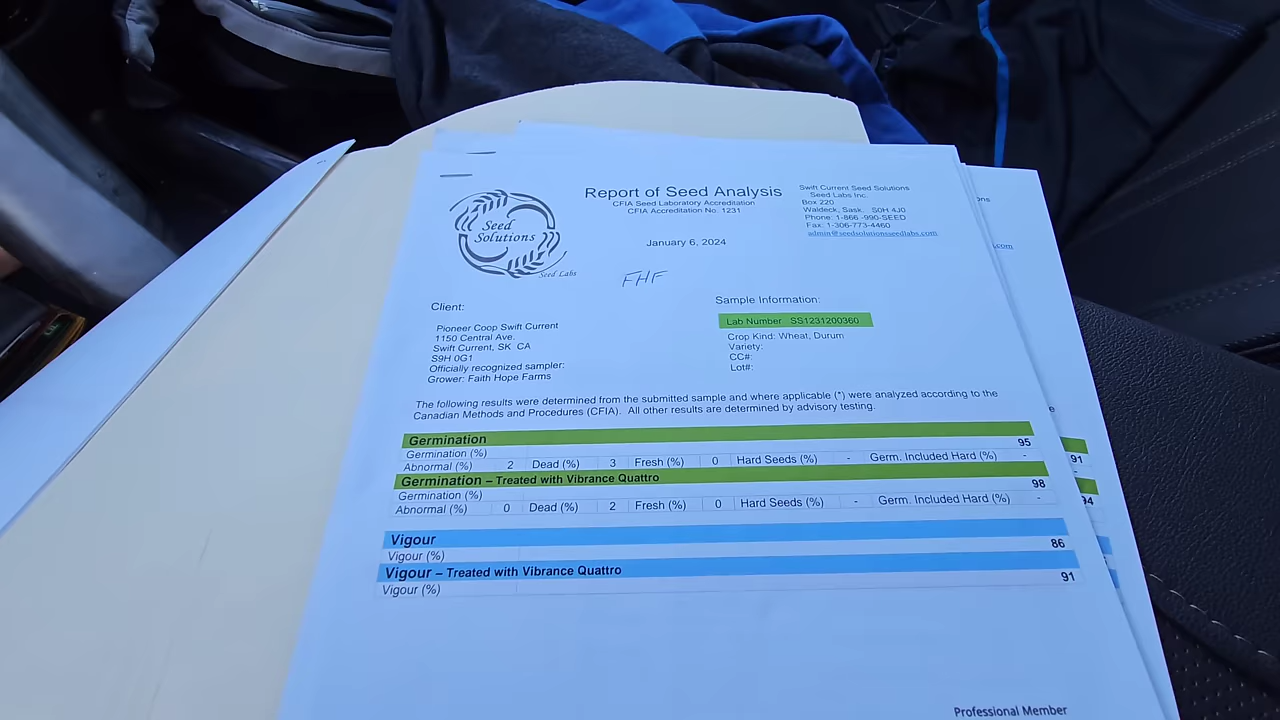 Report of Seed Analysis
CFIA Seed Laboratory Accreditation
CFIA Accreditation No. 1231
January 6, 2024
Seed
Solutions
Seed Labs
Swift Current Seed Solutions
Seed Labs Inc.
Box 220
Waldeck, Sask. S0H 4J0
Phone: 1-866 -990-SEED
Fax: 1-306-773-4460
admin@seedsolutionsseedlabs.com
FHF
Client:
Pioneer Coop Swift Current
1150 Central Ave.
Swift Current, SK CA
S9H 0G1
Officially recognized sampler:
Grower: Faith Hope Farms
Sample Information:
Lab Number SS1231200360
Crop Kind: Wheat, Durum
Variety:
CC#:
Lot#:
The following results were determined from the submitted sample and where applicable (*) were analyzed according to the
Canadian Methods and Procedures (CFIA). All other results are determined by advisory testing.
Germination
Germination (%) 95
Abnormal (%) 2 Dead (%) 3 Fresh (%) 0 Hard Seeds (%) - Germ. Included Hard (%) -
Germination – Treated with Vibrance Quattro
Germination (%) 98
Abnormal (%) 0 Dead (%) 2 Fresh (%) 0 Hard Seeds (%) - Germ. Included Hard (%) -
Vigour
Vigour (%) 86
Vigour – Treated with Vibrance Quattro
Vigour (%) 91
Professional Member
ons
.com
e
91
94